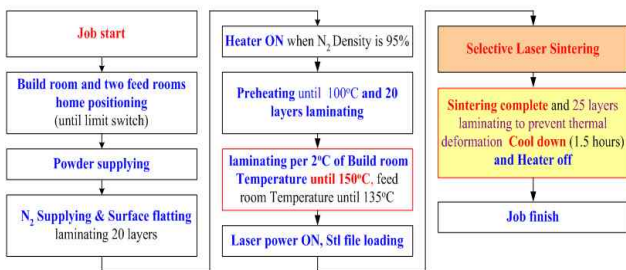 Job start
Build room and two feed rooms
home positioning
(until limit switch)
Powder supplying
N₂ Supplying & Surface flatting
laminating 20 layers
Heater ON when N₂ Density is 95%
Preheating until 100°C and 20
layers laminating
laminating per 2°C of Build room
Temperature until 150°C, feed
room Temperature until 135°C
Laser power ON, Stl file loading
Selective Laser Sintering
Sintering complete and 25 layers
laminating to prevent thermal
deformation Cool down (1.5 hours)
and Heater off
Job finish